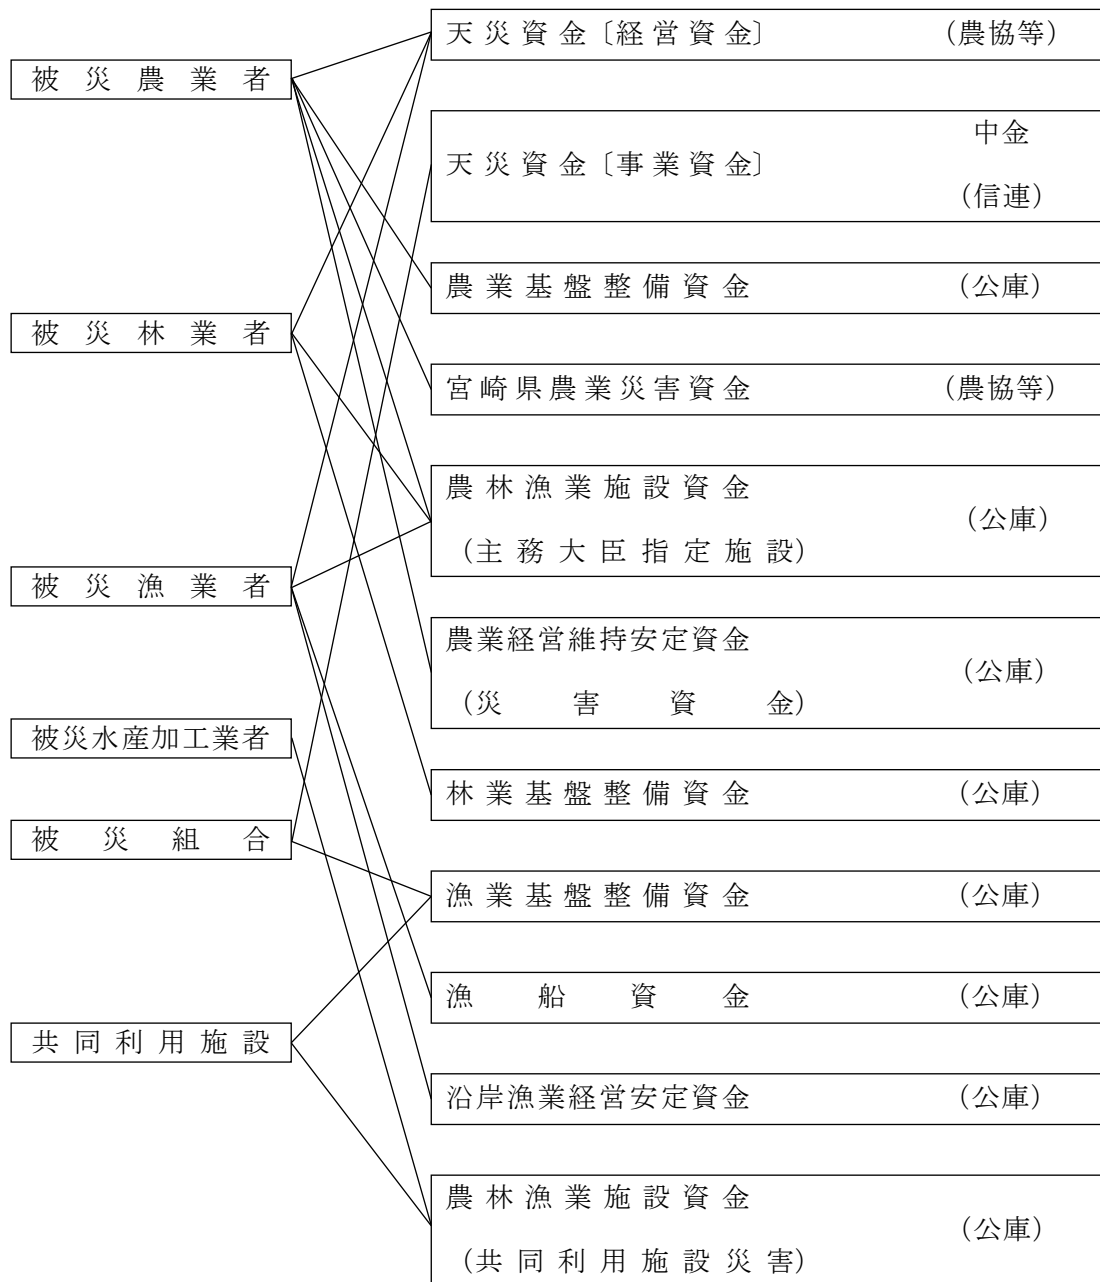 天災資金〔経営資金〕 (農協等)
被災農業者
天災資金〔事業資金〕
中金
(信連)
農業基盤整備資金 (公庫)
被災林業者
宮崎県農業災害資金 (農協等)
農林漁業施設資金
(主務大臣指定施設)
(公庫)
被災漁業者
農業経営維持安定資金
(災害資金)
(公庫)
被災水産加工業者
林業基盤整備資金 (公庫)
被災組合
漁業基盤整備資金 (公庫)
漁船資金 (公庫)
共同利用施設
沿岸漁業経営安定資金 (公庫)
農林漁業施設資金
(共同利用施設災害)
(公庫)